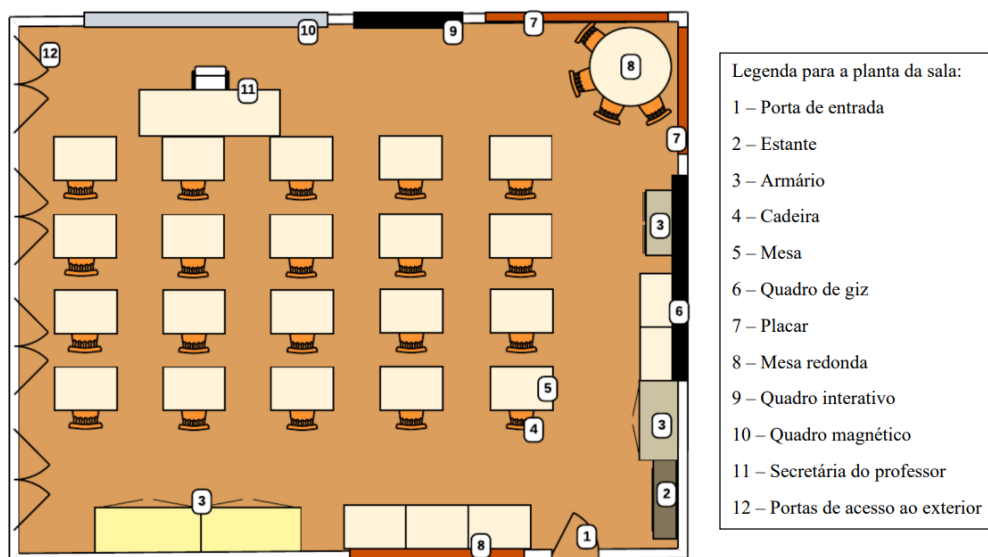 10
9
7
12
8
11
7
3
6
5
3
4
2
3
8
1
Legenda para a planta da sala:
1 – Porta de entrada
2 – Estante
3 – Armário
4 – Cadeira
5 – Mesa
6 – Quadro de giz
7 – Placar
8 – Mesa redonda
9 – Quadro interativo
10 – Quadro magnético
11 – Secretária do professor
12 – Portas de acesso ao exterior